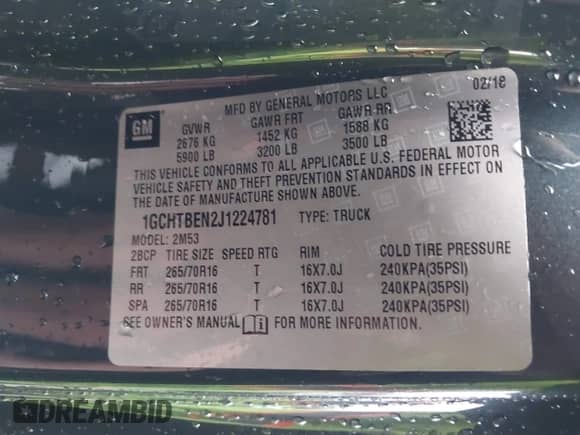 MFD BY GENERAL MOTORS LLC 02/18
GM GVWR GAWR FRT GAWR RR
2676 KG 1452 KG 1588 KG
5900 LB 3200 LB 3500 LB
THIS VEHICLE CONFORMS TO ALL APPLICABLE U.S. FEDERAL MOTOR
VEHICLE SAFETY AND THEFT PREVENTION STANDARDS IN EFFECT ON
THE DATE OF MANUFACTURE SHOWN ABOVE.
1GCHTBEN2J1224781 TYPE: TRUCK
MODEL: 2M53
2BCP TIRE SIZE SPEED RTG RIM COLD TIRE PRESSURE
FRT 265/70R16 T 16X7.0J 240KPA(35PSI)
RR 265/70R16 T 16X7.0J 240KPA(35PSI)
SPA 265/70R16 T 16X7.0J 240KPA(35PSI)
SEE OWNER'S MANUAL FOR MORE INFORMATION.
DREAMBID